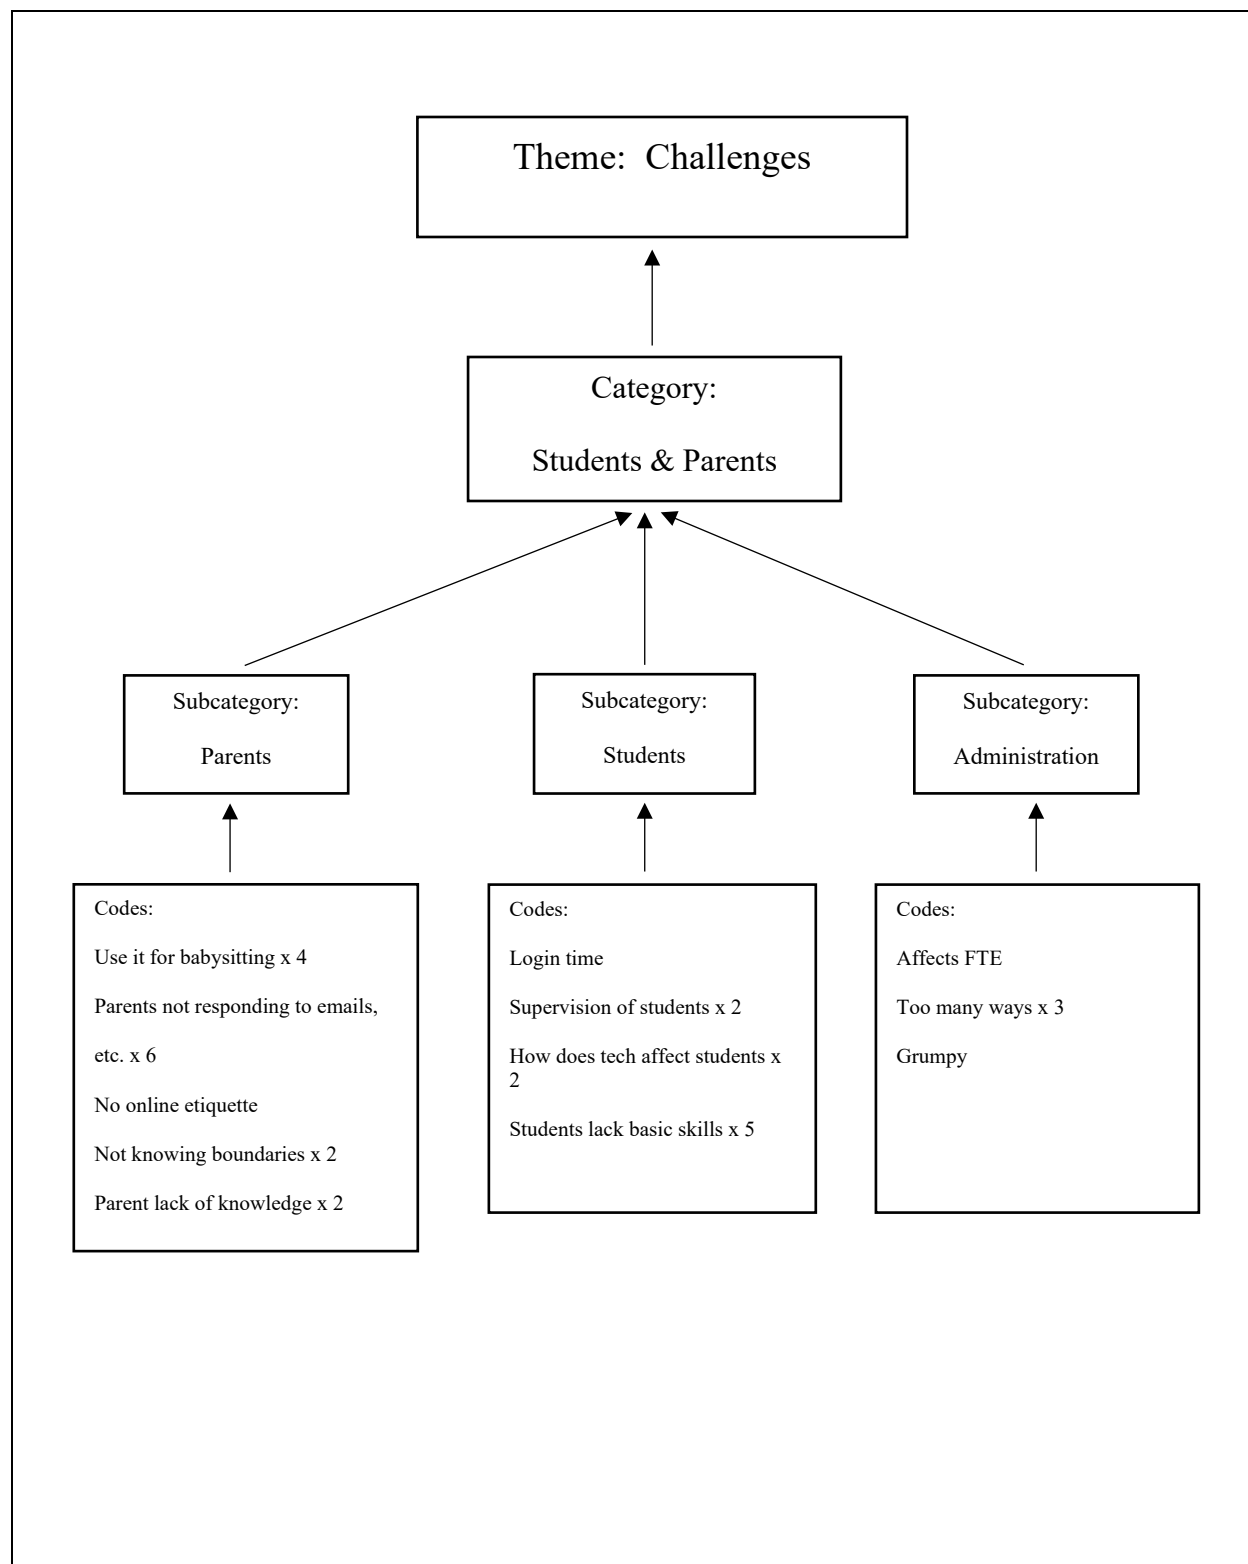 Theme:  Challenges
Category:
Students & Parents
Subcategory:
Parents
Subcategory:
Students
Subcategory:
Administration
Codes:
Use it for babysitting x 4
Parents not responding to emails,
etc. x 6
No online etiquette
Not knowing boundaries x 2
Parent lack of knowledge x 2
Codes:
Login time
Supervision of students x 2
How does tech affect students x
2
Students lack basic skills x 5
Codes:
Affects FTE
Too many ways x 3
Grumpy